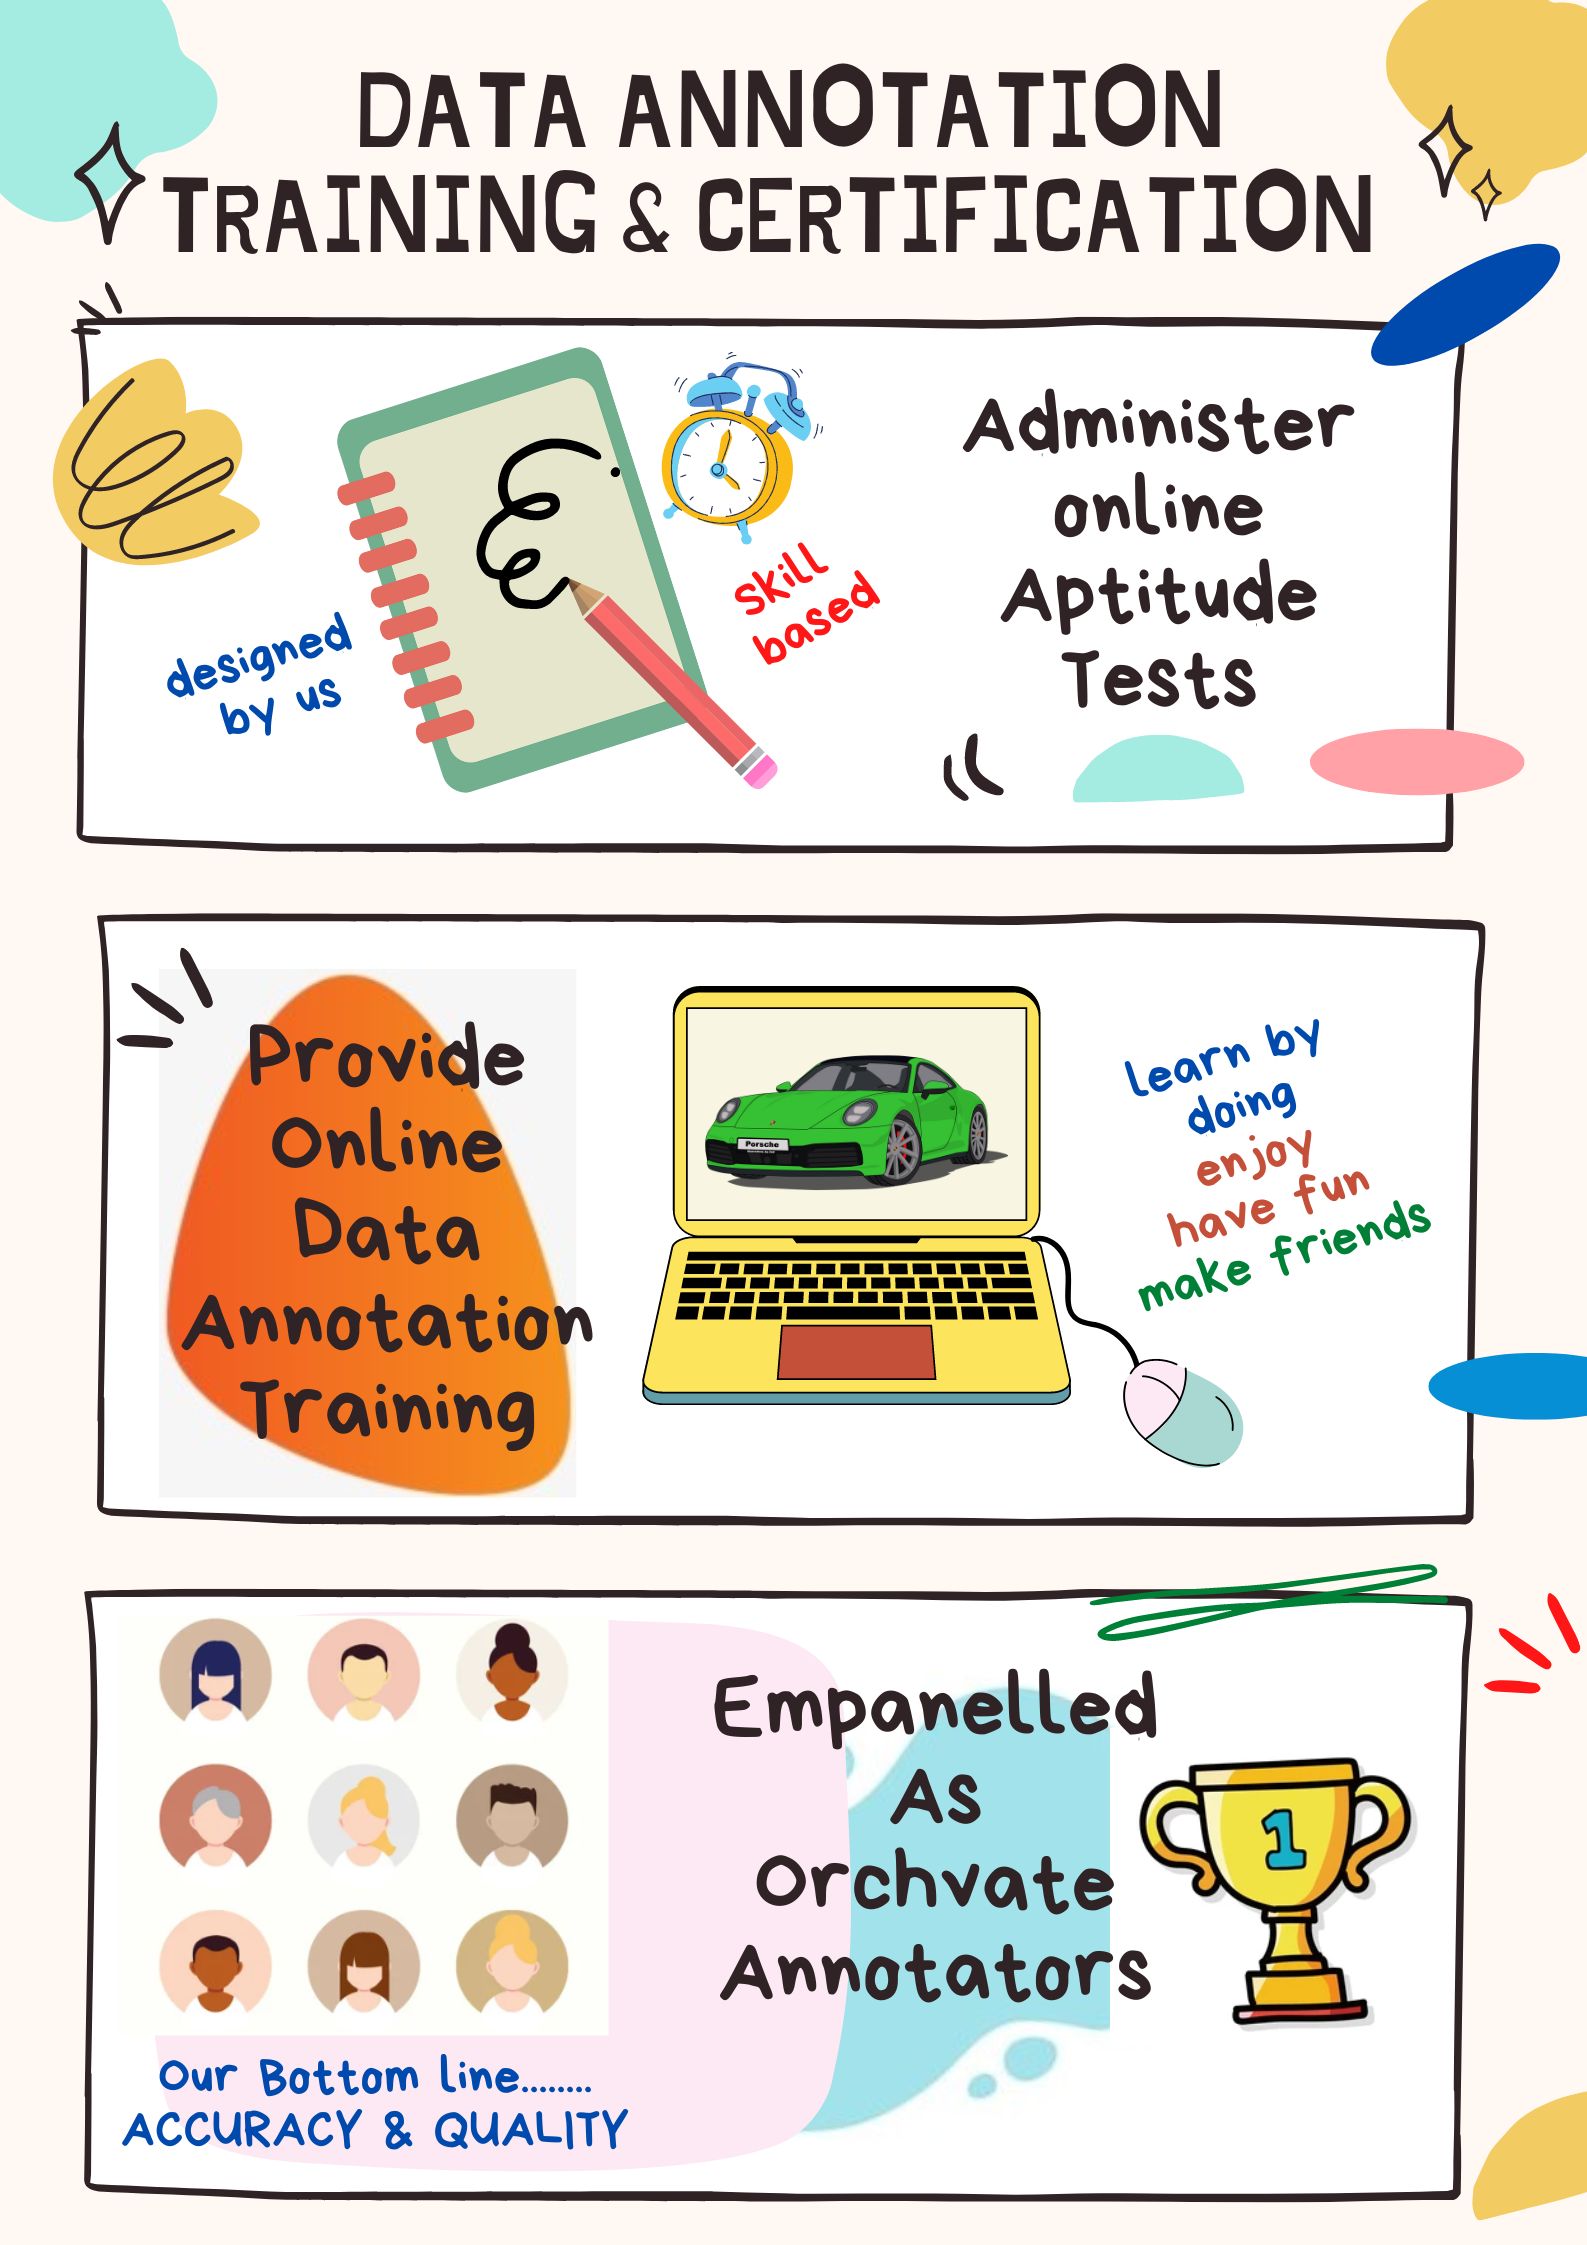 DATA ANNOTATION
TRAINING & CERTIFICATION
designed
by us
Skill
based
Administer
online
Aptitude
Tests
Provide
Online
Data
Annotation
Training
Porsche
learn by
doing
enjoy
have fun
make friends
Empanelled
As
Orchvate
Annotators
1
Our Bottom line........
ACCURACY & QUALITY